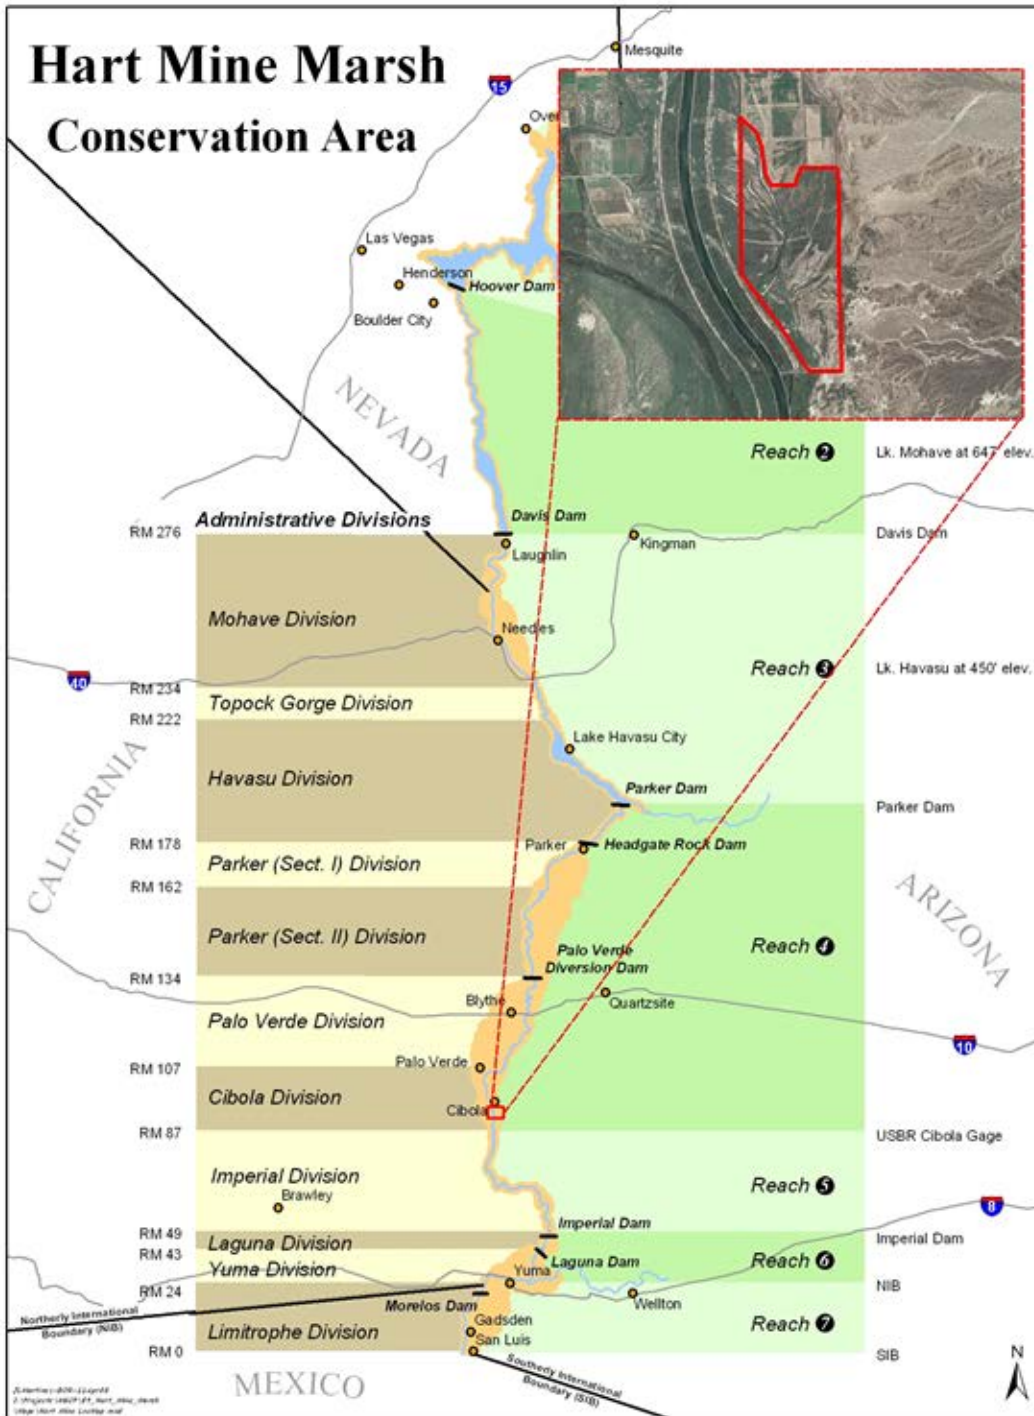 Hart Mine Marsh
Conservation Area
15
Mesquite
Over
Las Vegas
Henderson
Hoover Dam
Boulder City
NEVADA
Reach 2
Lk. Mohave at 647' elev.
Administrative Divisions
Davis Dam
RM 276
Laughlin
Kingman
Davis Dam
Mohave Division
Needles
Reach 3
Lk. Havasu at 450' elev.
40
RM 234
Topock Gorge Division
RM 222
Lake Havasu City
Havasu Division
CALIFORNIA
Parker Dam
Parker Dam
RM 178
Parker
Headgate Rock Dam
Parker (Sect. I) Division
RM 162
ARIZONA
Parker (Sect. II) Division
Reach 4
Palo Verde
Diversion Dam
RM 134
Blythe
Quartzsite
Palo Verde Division
10
RM 107
Palo Verde
Cibola Division
Cibola
RM 87
USBR Cibola Gage
Imperial Division
Reach 5
Brawley
8
Imperial Dam
RM 49
Laguna Division
Imperial Dam
RM 43
Laguna Dam
Reach 6
Yuma Division
Yuma
RM 24
NIB
Morelos Dam
Wellton
Northerly International
Boundary (NIB)
Gadsden
Limitrophe Division
Reach 7
San Luis
RM 0
SIB
Southerly International
Boundary (SIB)
MEXICO
N